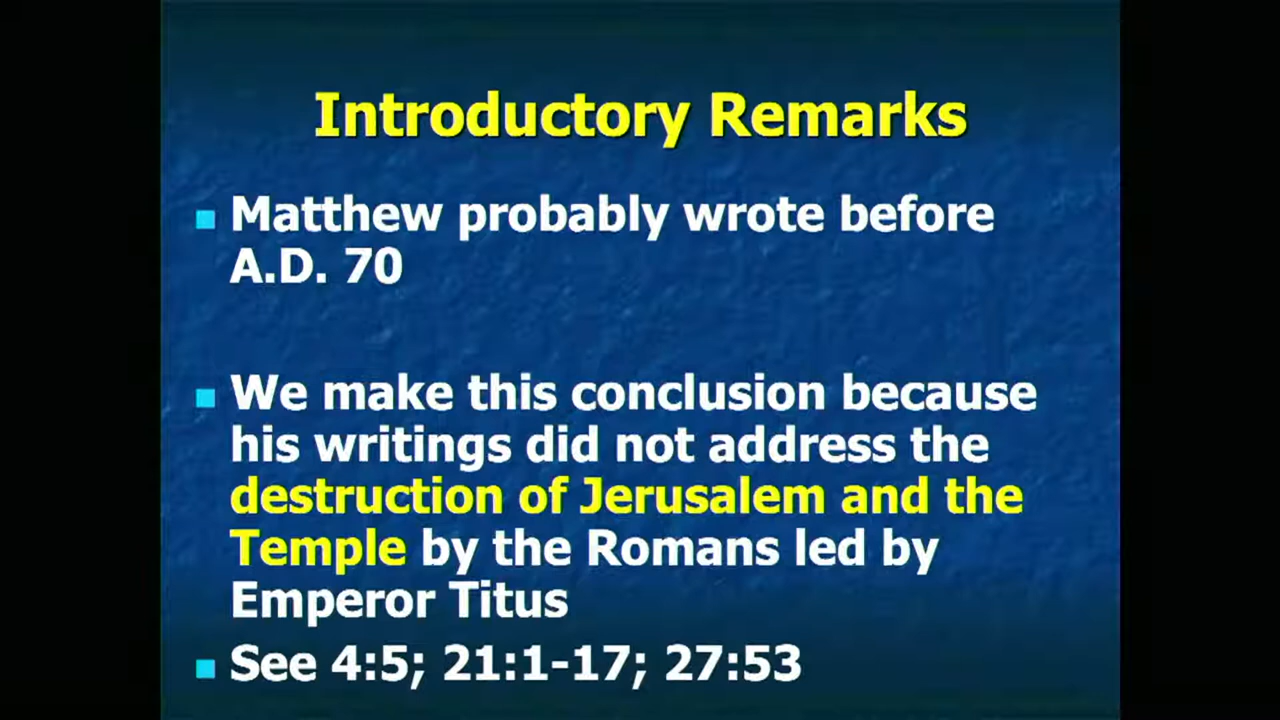 Introductory Remarks
Matthew probably wrote before
A.D. 70
We make this conclusion because
his writings did not address the
destruction of Jerusalem and the
Temple by the Romans led by
Emperor Titus
See 4:5; 21:1-17; 27:53